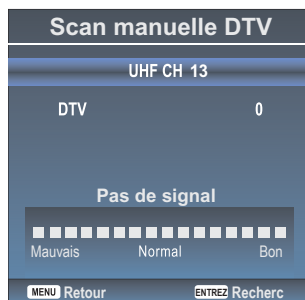 Scan manuelle DTV
UHF CH 13
DTV 0
Pas de signal
Mauvais Normal Bon
MENU Retour ENTREZ Recherc